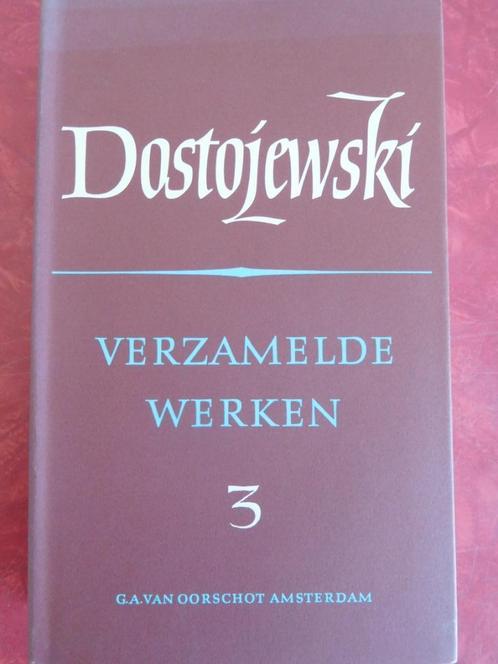 Dostojewski
VERZAMELDE
WERKEN
3
G.A. VAN OORSCHOT AMSTERDAM